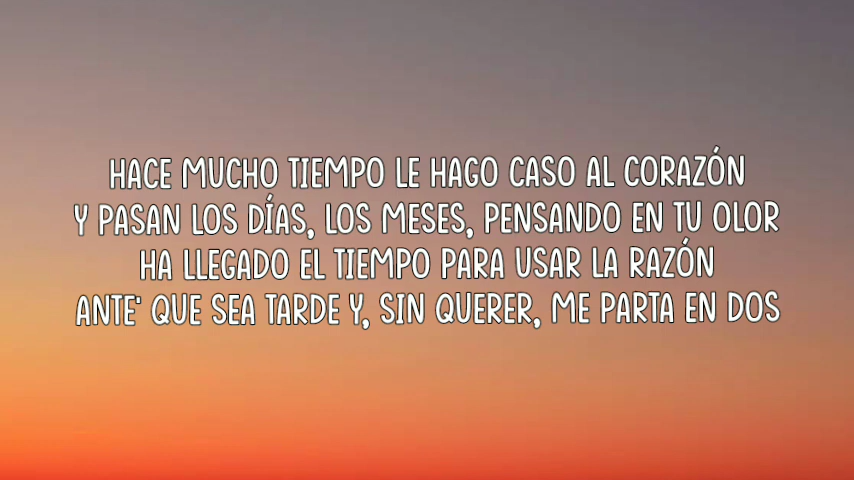 HACE MUCHO TIEMPO LE HAGO CASO AL CORAZÓN
Y PASAN LOS DÍAS, LOS MESES, PENSANDO EN TU OLOR
HA LLEGADO EL TIEMPO PARA USAR LA RAZÓN
ANTE' QUE SEA TARDE Y, SIN QUERER, ME PARTA EN DOS